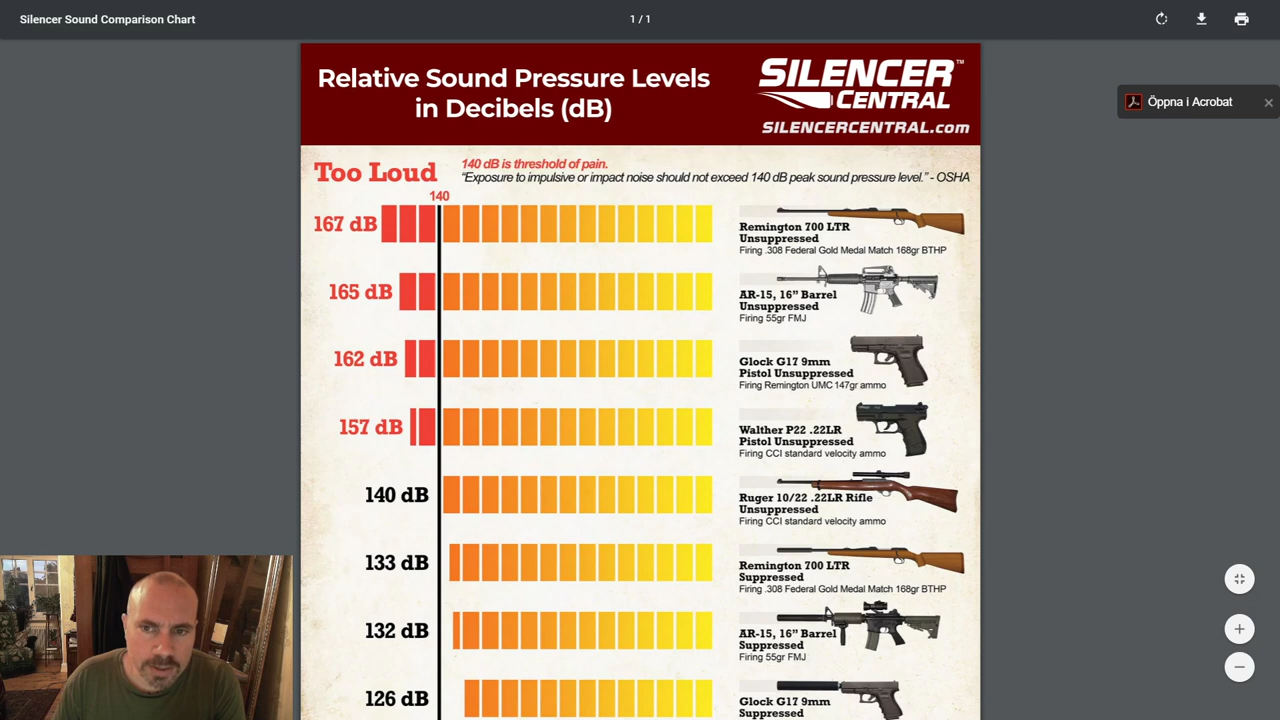 Silencer Sound Comparison Chart
1 / 1
Öppna i Acrobat
Relative Sound Pressure Levels
in Decibels (dB)
SILENCER™
CENTRAL
SILENCERCENTRAL.com
Too Loud
140 dB is threshold of pain.
“Exposure to impulsive or impact noise should not exceed 140 dB peak sound pressure level.” - OSHA
140
167 dB
Remington 700 LTR
Unsuppressed
Firing .308 Federal Gold Medal Match 168gr BTHP
165 dB
AR-15, 16” Barrel
Unsuppressed
Firing 55gr FMJ
162 dB
Glock G17 9mm
Pistol Unsuppressed
Firing Remington UMC 147gr ammo
157 dB
Walther P22 .22LR
Pistol Unsuppressed
Firing CCI standard velocity ammo
140 dB
Ruger 10/22 .22LR Rifle
Unsuppressed
Firing CCI standard velocity ammo
133 dB
Remington 700 LTR
Suppressed
Firing .308 Federal Gold Medal Match 168gr BTHP
132 dB
AR-15, 16” Barrel
Suppressed
Firing 55gr FMJ
126 dB
Glock G17 9mm
Suppressed